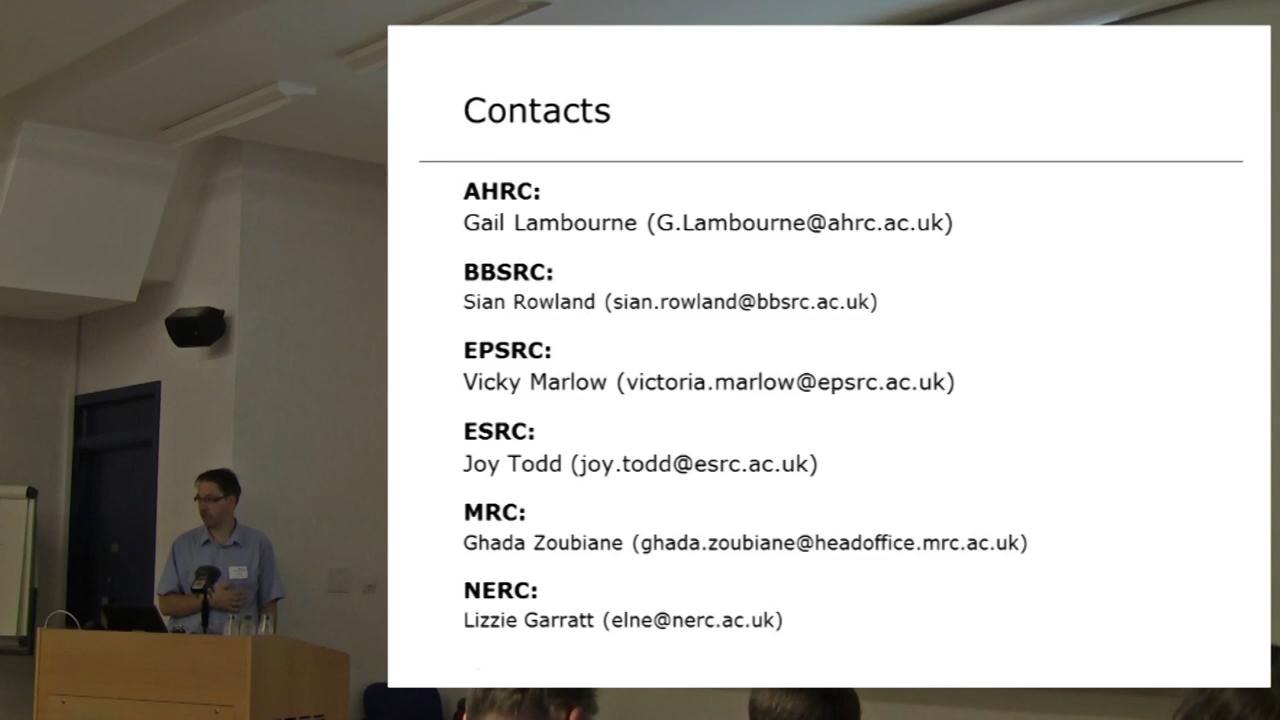 Contacts
AHRC:
Gail Lambourne (G.Lambourne@ahrc.ac.uk)
BBSRC:
Sian Rowland (sian.rowland@bbsrc.ac.uk)
EPSRC:
Vicky Marlow (victoria.marlow@epsrc.ac.uk)
ESRC:
Joy Todd (joy.todd@esrc.ac.uk)
MRC:
Ghada Zoubiane (ghada.zoubiane@headoffice.mrc.ac.uk)
NERC:
Lizzie Garratt (elne@nerc.ac.uk)